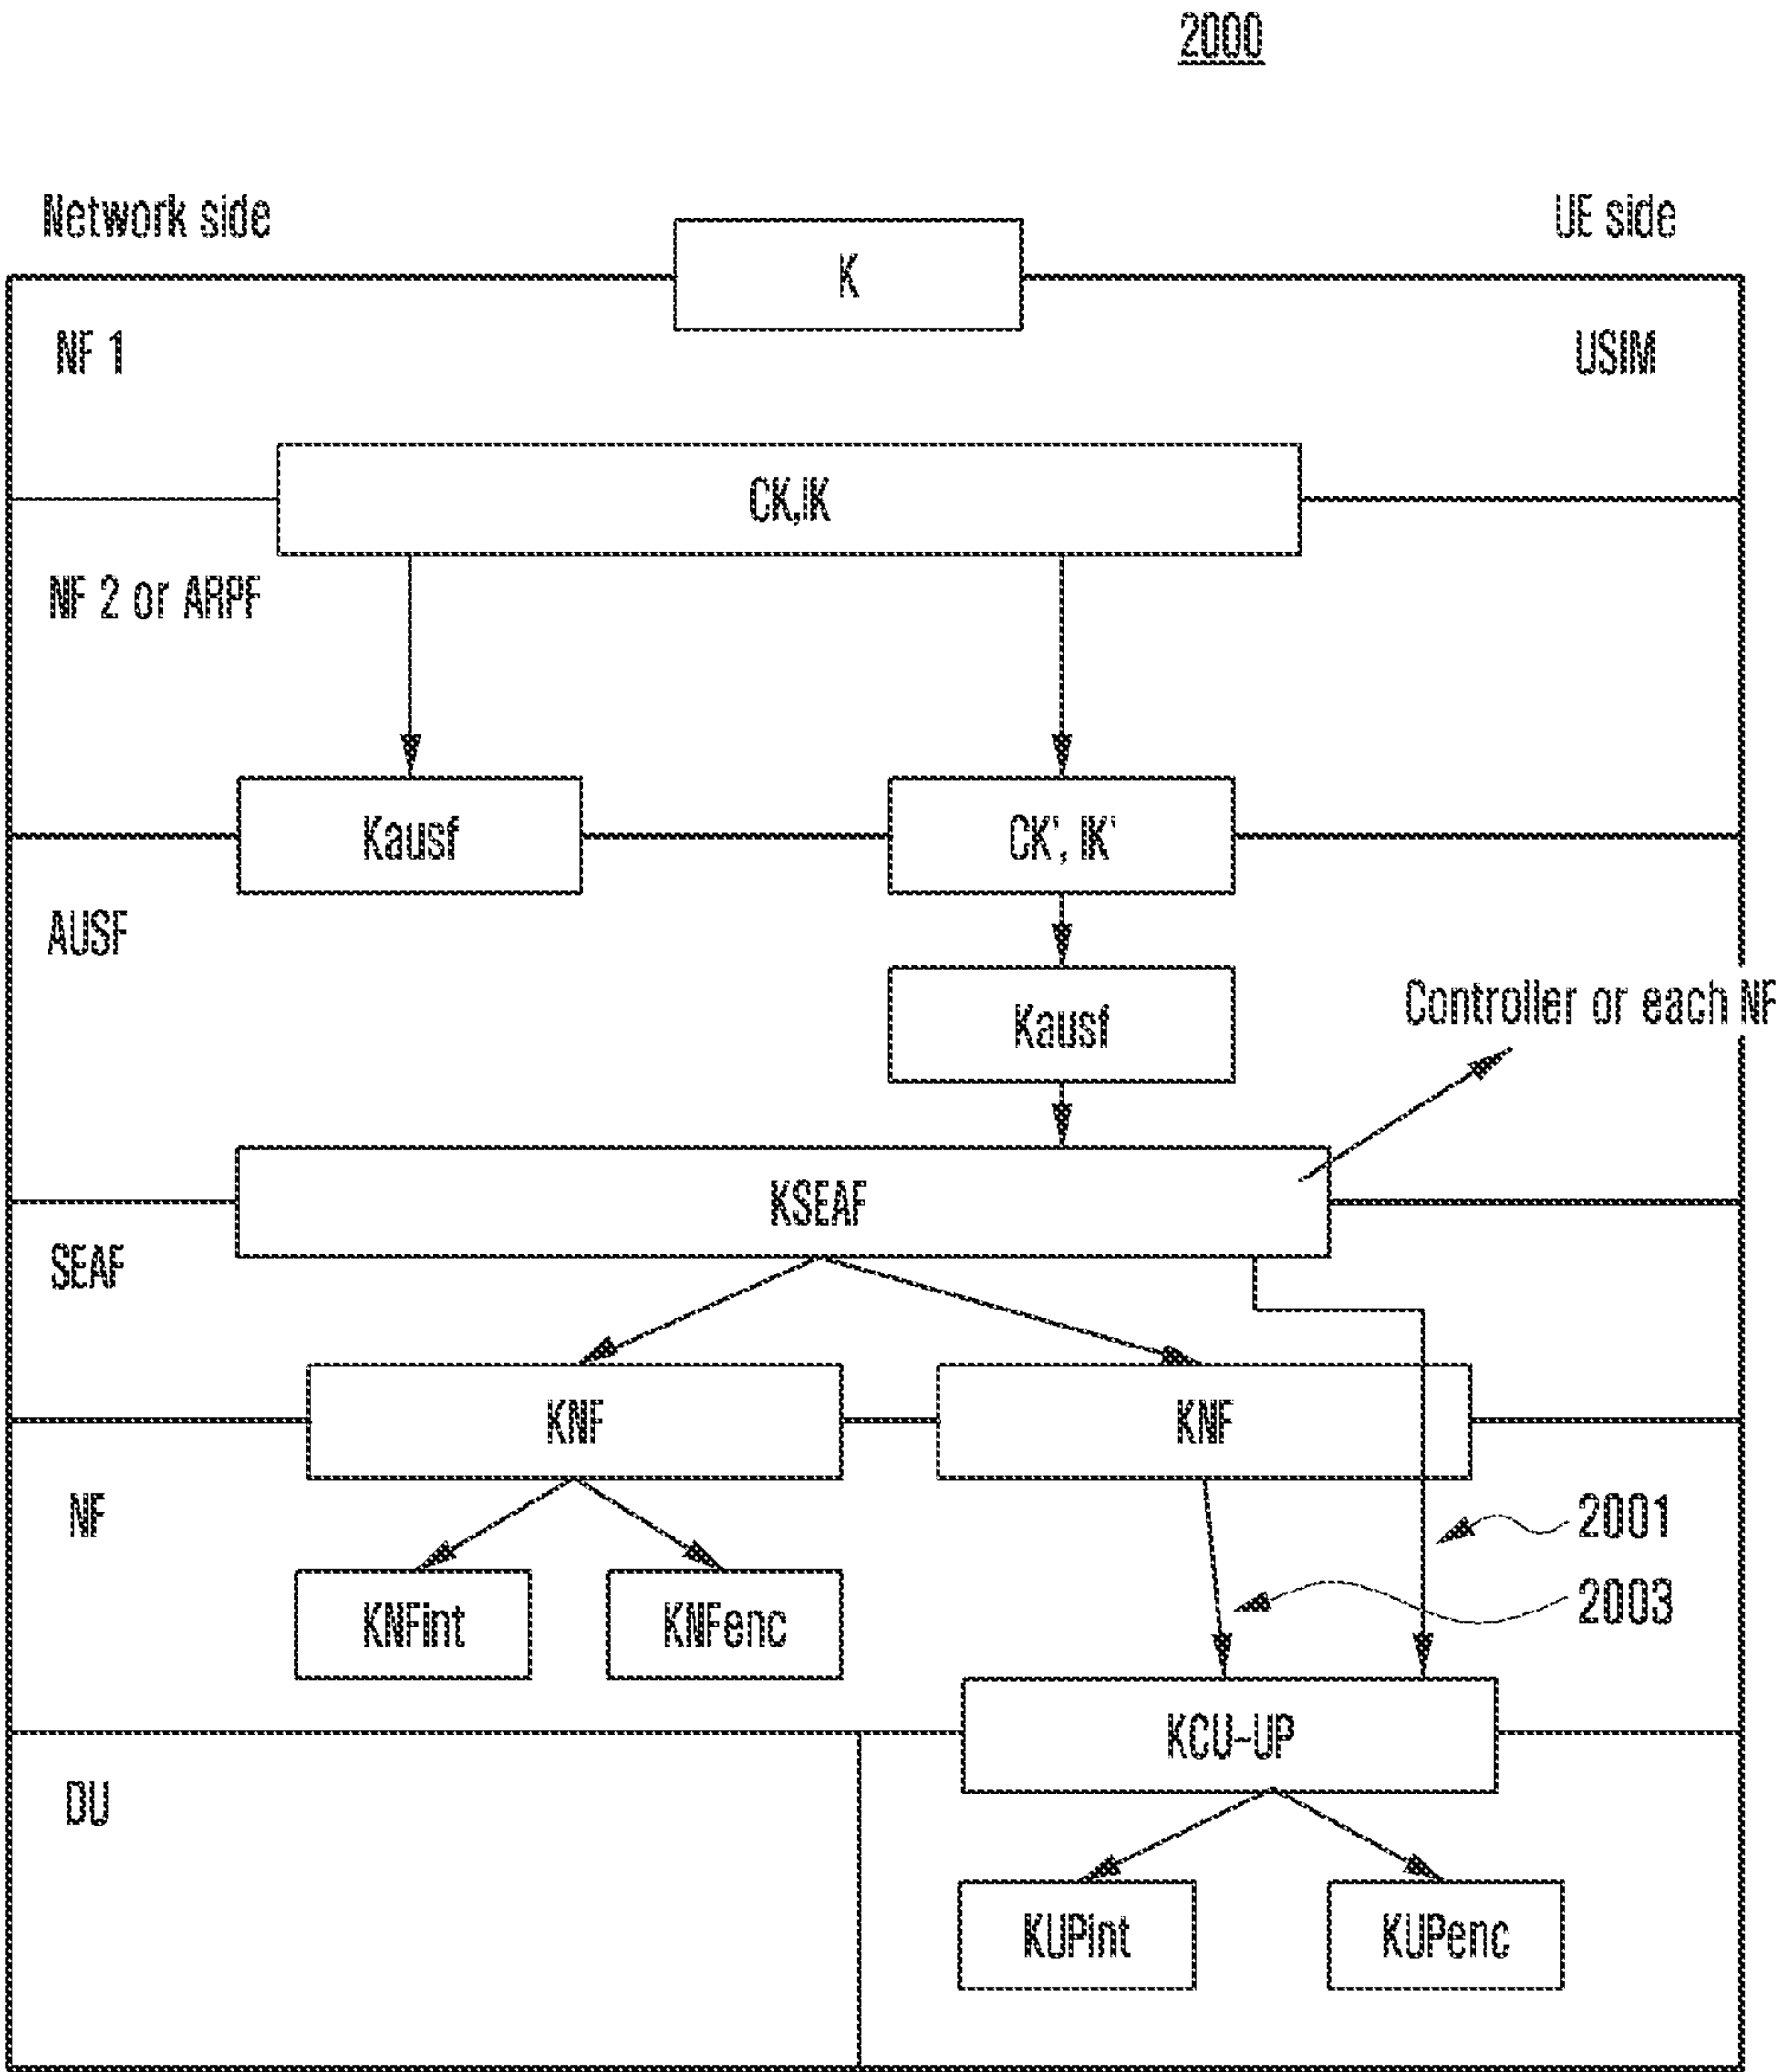 2000
Network side
UE side
K
NF 1
USIM
CK,IK
NF 2 or ARPF
Kausf
CK', IK'
AUSF
Kausf
Controller or each NF
KSEAF
SEAF
KNF
KNF
NF
2001
KNFint
KNFenc
2003
KCU-UP
DU
KUPint
KUPenc